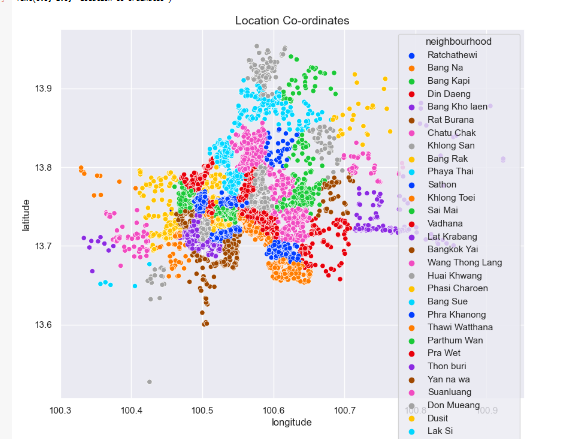 Location Co-ordinates
neighbourhood
Ratchathewi
Bang Na
Bang Kapi
Din Daeng
Bang Kho laen
Rat Burana
Chatu Chak
Khlong San
Bang Rak
Phaya Thai
Sathon
Khlong Toei
Sai Mai
Vadhana
Lat Krabang
Bangkok Yai
Wang Thong Lang
Huai Khwang
Phasi Charoen
Bang Sue
Phra Khanong
Thawi Watthana
Parthum Wan
Pra Wet
Thon buri
Yan na wa
Suanluang
Don Mueang
Dusit
Lak Si
13.9
13.8
13.7
13.6
latitude
100.3 100.4 100.5 100.6 100.7 100.8 100.9
longitude